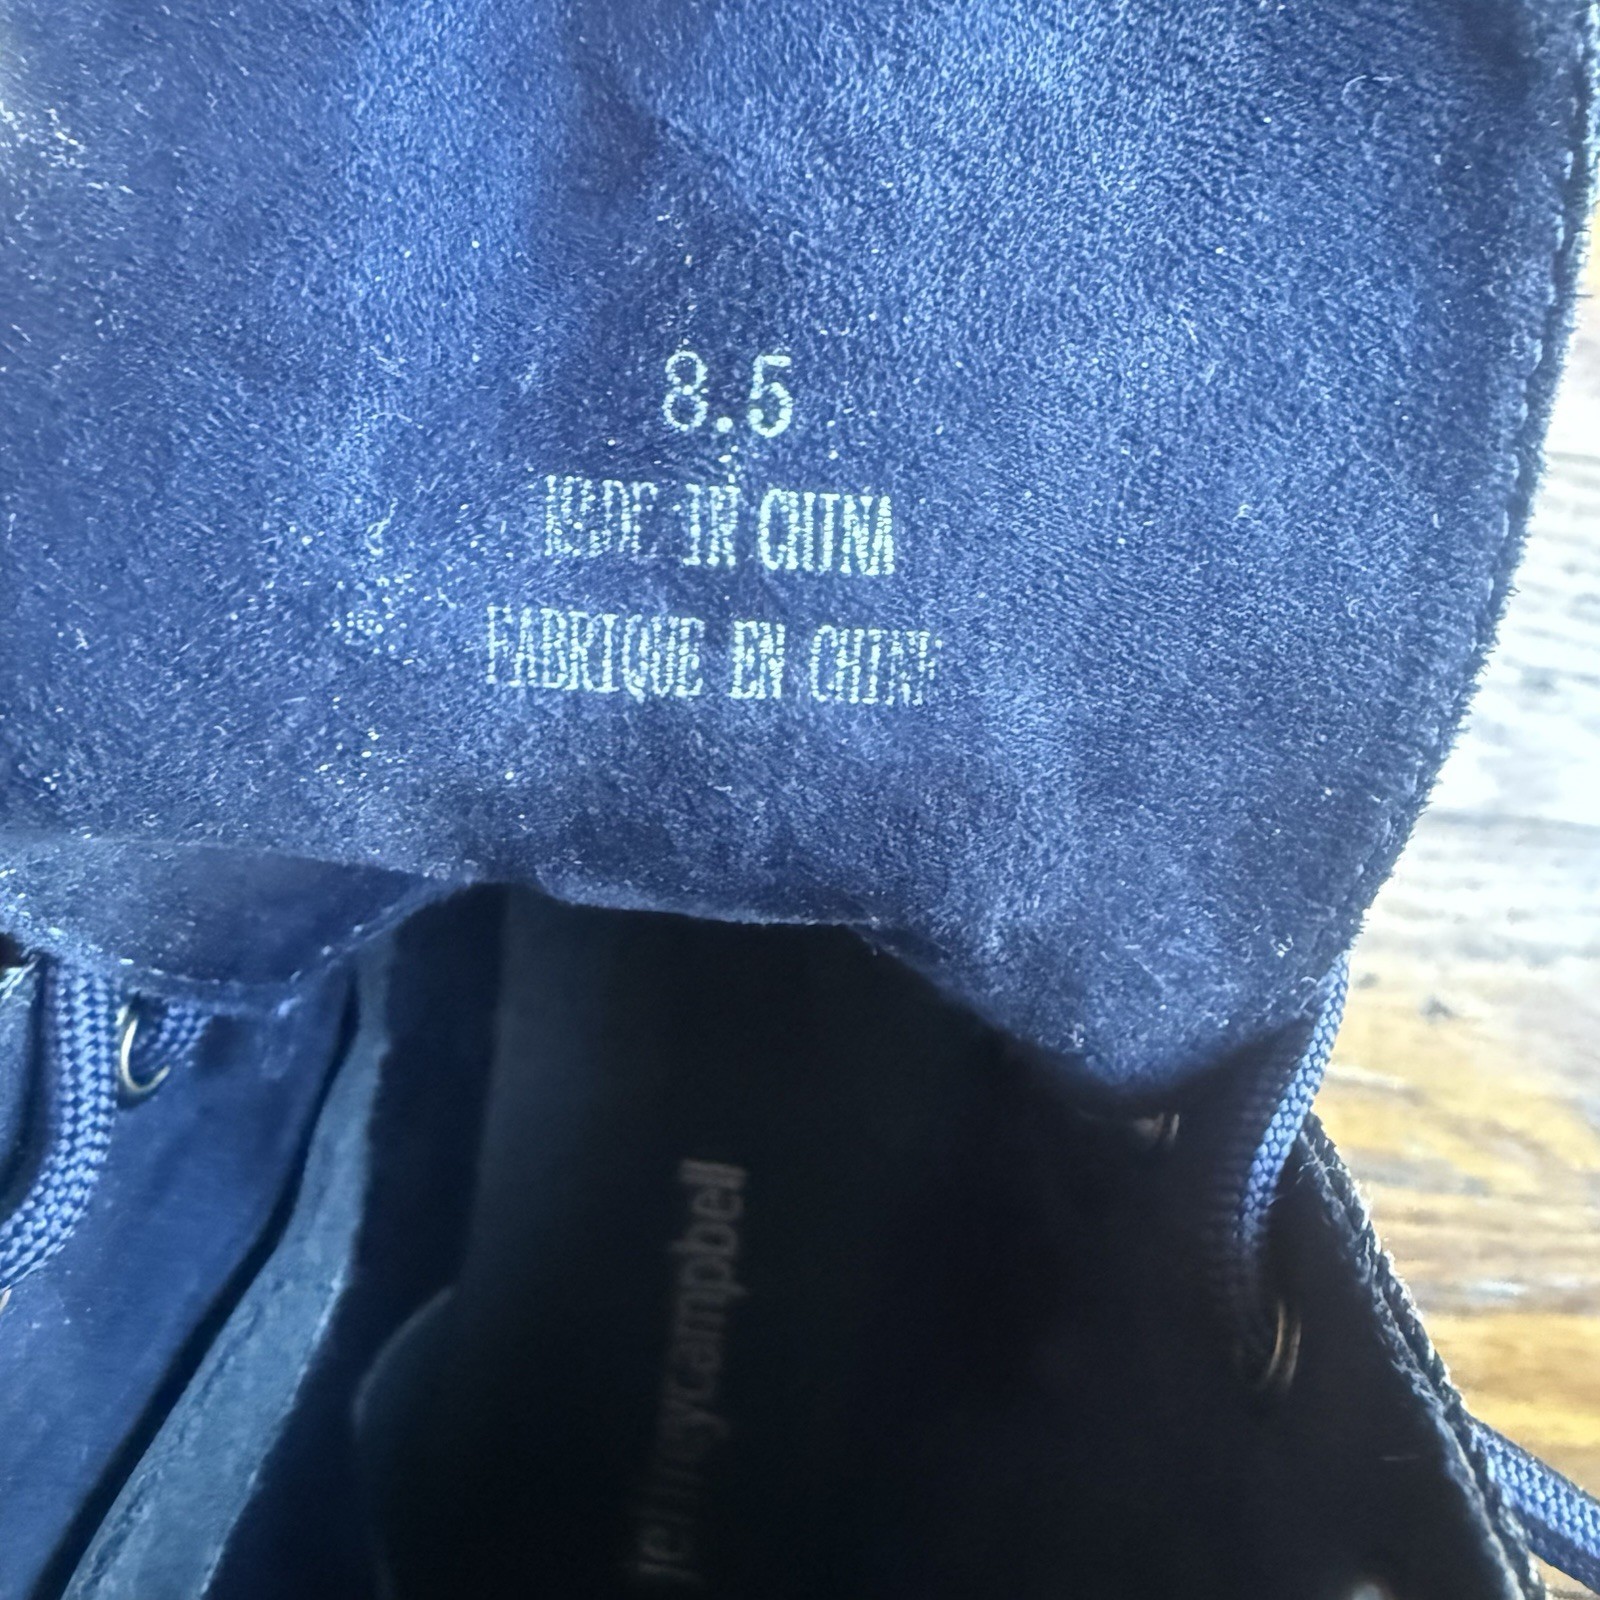 8.5
MADE IN CHINA
FABRIQUE EN CHINE
jeffreycampbell